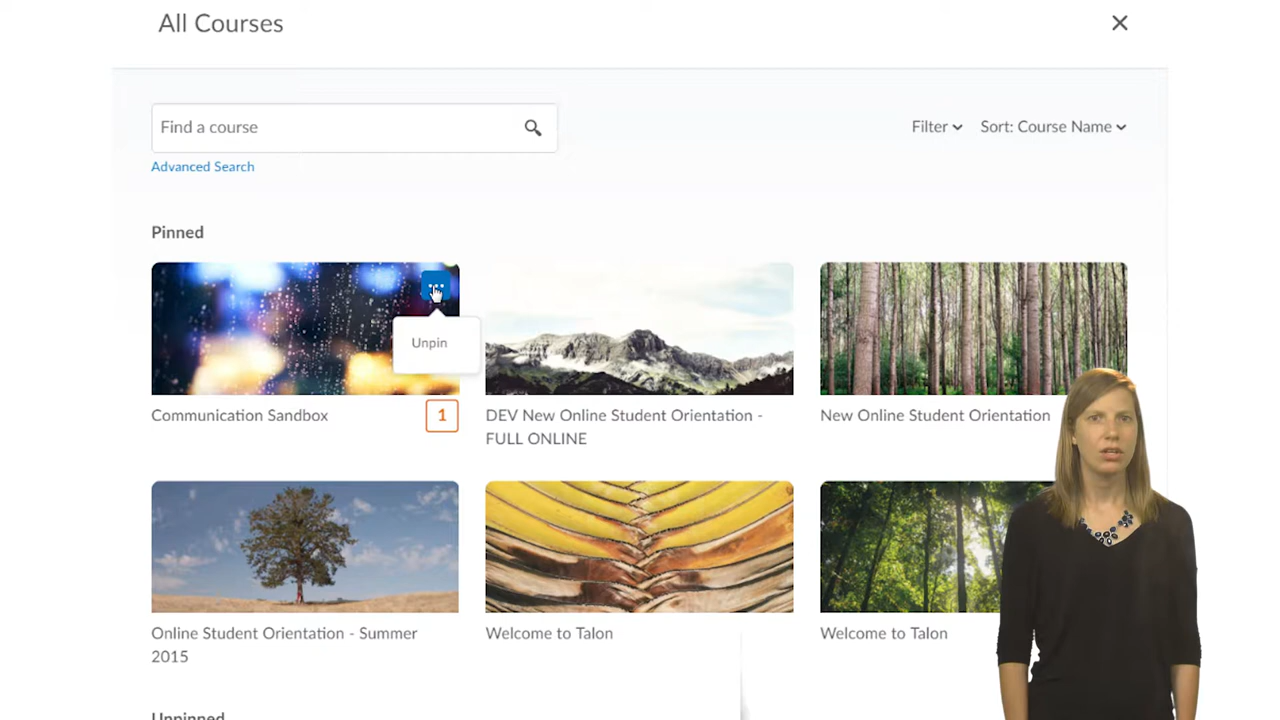 All Courses
Find a course
Filter
Sort: Course Name
Advanced Search
Pinned
Unpin
Communication Sandbox
1
DEV New Online Student Orientation -
FULL ONLINE
New Online Student Orientation
Online Student Orientation - Summer
2015
Welcome to Talon
Welcome to Talon
Unpinned